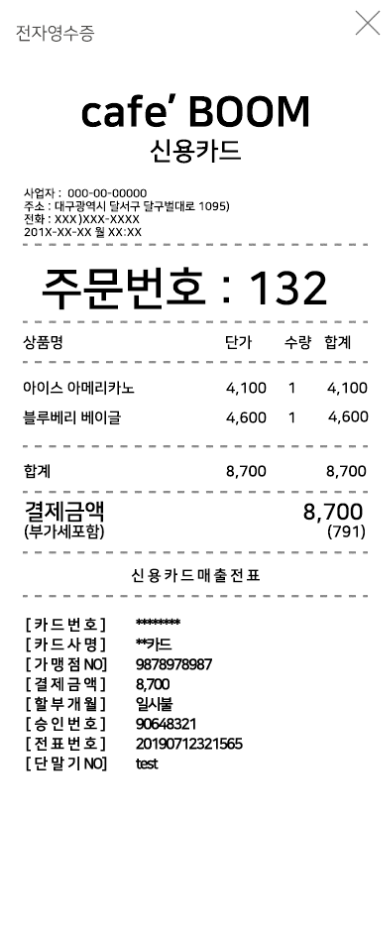 전자영수증
cafe' BOOM
신용카드
사업자 : 000-00-00000
주소 : 대구광역시 달서구 달구벌대로 1095)
전화 : XXX)XXX-XXXX
201X-XX-XX 월 XX:XX
주문번호 : 132
상품명 단가 수량 합계
아이스 아메리카노 4,100 1 4,100
블루베리 베이글 4,600 1 4,600
합계 8,700 8,700
결제금액 8,700
(부가세포함) (791)
신용카드매출전표
[카드번호] ********
[카드사명] **카드
[가맹점NO] 9878978987
[결제금액] 8,700
[할부개월] 일시불
[승인번호] 90648321
[전표번호] 20190712321565
[단말기NO] test